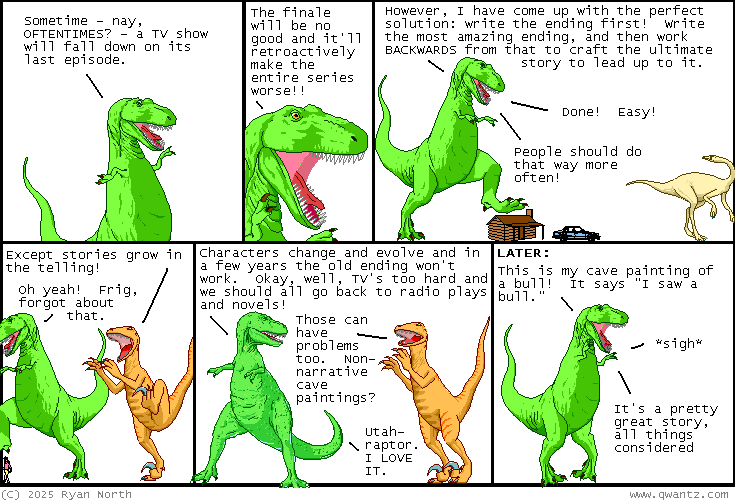 Sometime - nay,
OFTENTIMES? - a TV show
will fall down on its
last episode.
The finale
will be no
good and it'll
retroactively
make the
entire series
worse!!
However, I have come up with the perfect
solution: write the ending first!  Write
the most amazing ending, and then work
BACKWARDS from that to craft the ultimate
story to lead up to it.
Done!  Easy!
People should do
that way more
often!
Except stories grow in
the telling!
Oh yeah!  Frig,
forgot about
that.
Characters change and evolve and in
a few years the old ending won't
work.  Okay, well, TV's too hard and
we should all go back to radio plays
and novels!
Those can
have
problems
too.  Non-
narrative
cave
paintings?
Utah-
raptor.
I LOVE
IT.
LATER:
This is my cave painting of
a bull!  It says "I saw a
bull."
*sigh*
It's a pretty
great story,
all things
considered
(C) 2025 Ryan North
www.qwantz.com